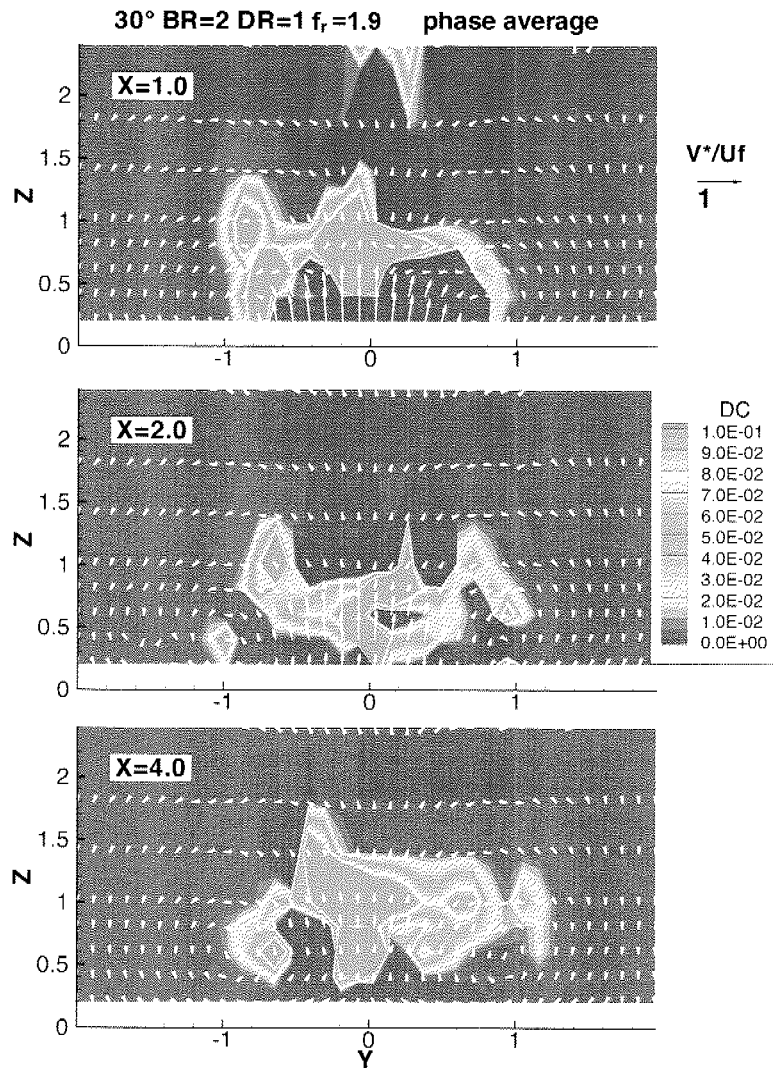 30° BR=2 DR=1 fr =1.9 phase average
X=1.0
2
1.5
Z
1
0.5
0
-1
0
1
V*/Uf
1
X=2.0
2
1.5
Z
1
0.5
0
-1
0
1
DC
1.0E-01
9.0E-02
8.0E-02
7.0E-02
6.0E-02
5.0E-02
4.0E-02
3.0E-02
2.0E-02
1.0E-02
0.0E+00
X=4.0
2
1.5
Z
1
0.5
0
-1
0
1
Y